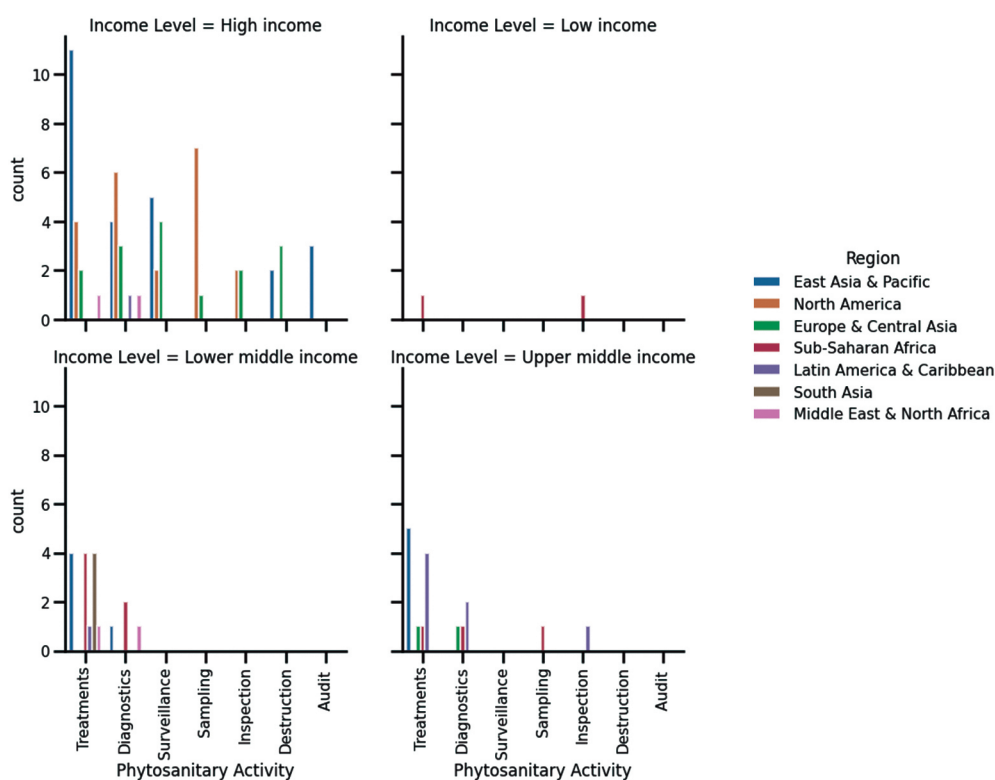 Income Level = High income
Income Level = Low income
10
8
6
4
2
0
count
Region
East Asia & Pacific
North America
Europe & Central Asia
Sub-Saharan Africa
Latin America & Caribbean
South Asia
Middle East & North Africa
Income Level = Lower middle income
Income Level = Upper middle income
10
8
6
4
2
0
count
Treatments
Diagnostics
Surveillance
Sampling
Inspection
Destruction
Audit
Phytosanitary Activity
Treatments
Diagnostics
Surveillance
Sampling
Inspection
Destruction
Audit
Phytosanitary Activity